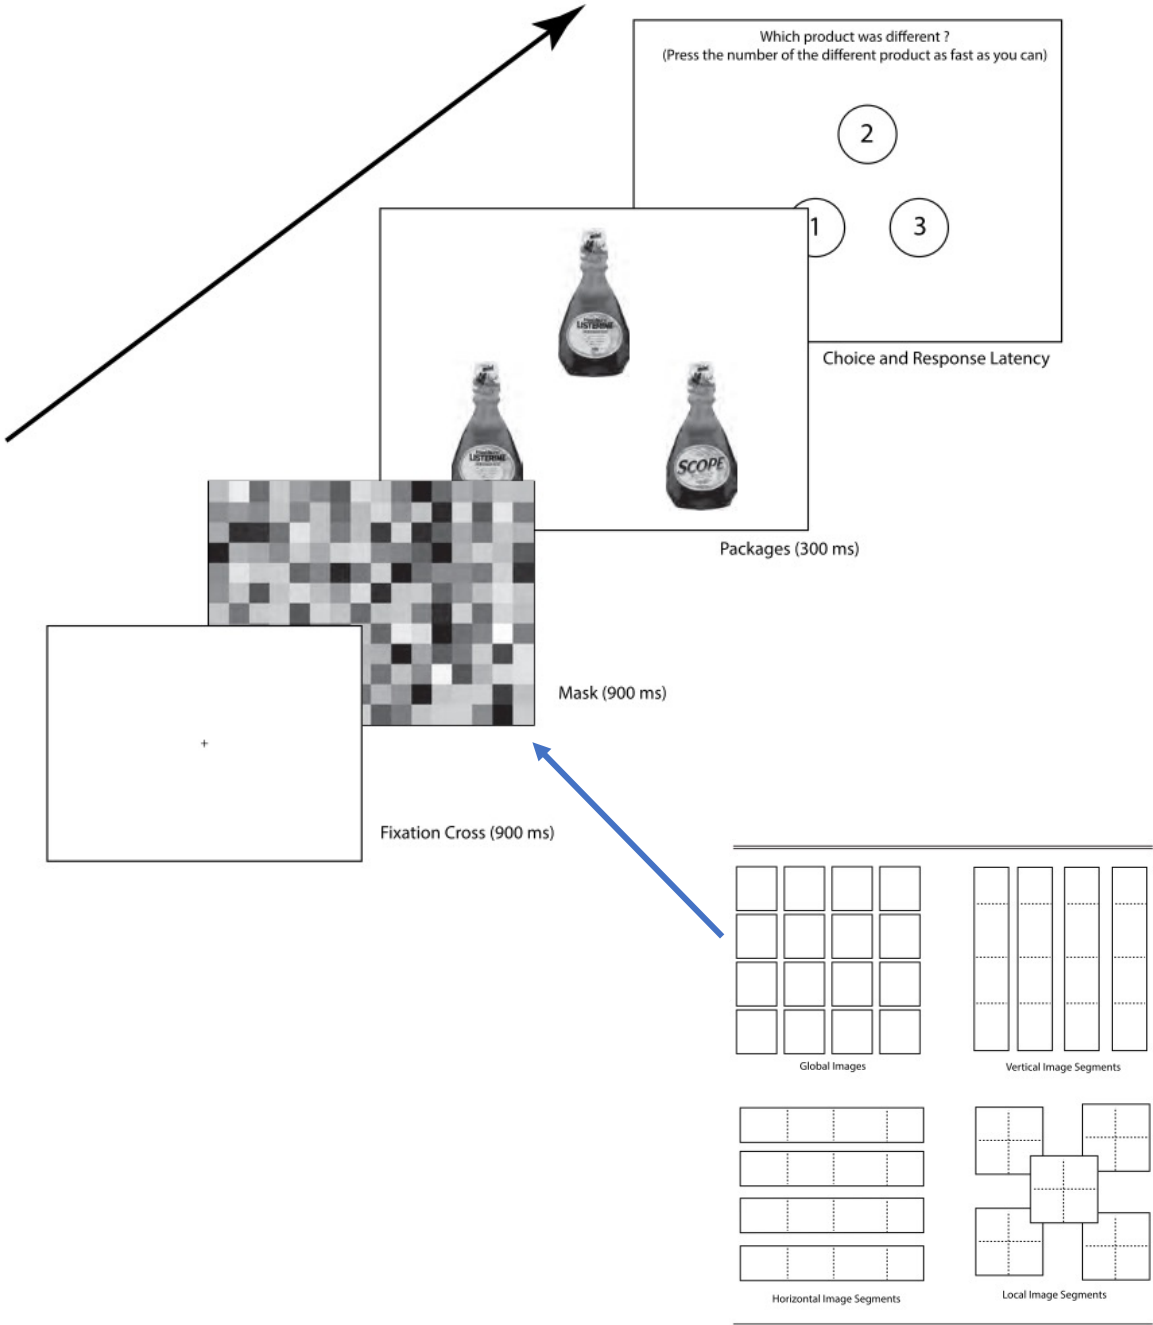 Which product was different ?
(Press the number of the different product as fast as you can)
2
1
3
Choice and Response Latency
LISTERINE
LISTERINE
SCOPE
Packages (300 ms)
Mask (900 ms)
+
Fixation Cross (900 ms)
Global Images
Vertical Image Segments
Horizontal Image Segments
Local Image Segments